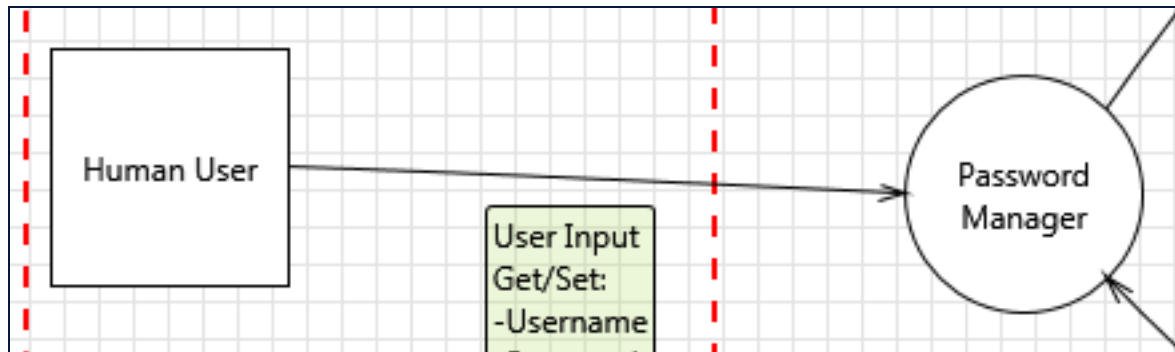 Human User
User Input
Get/Set:
-Username
Password
Manager